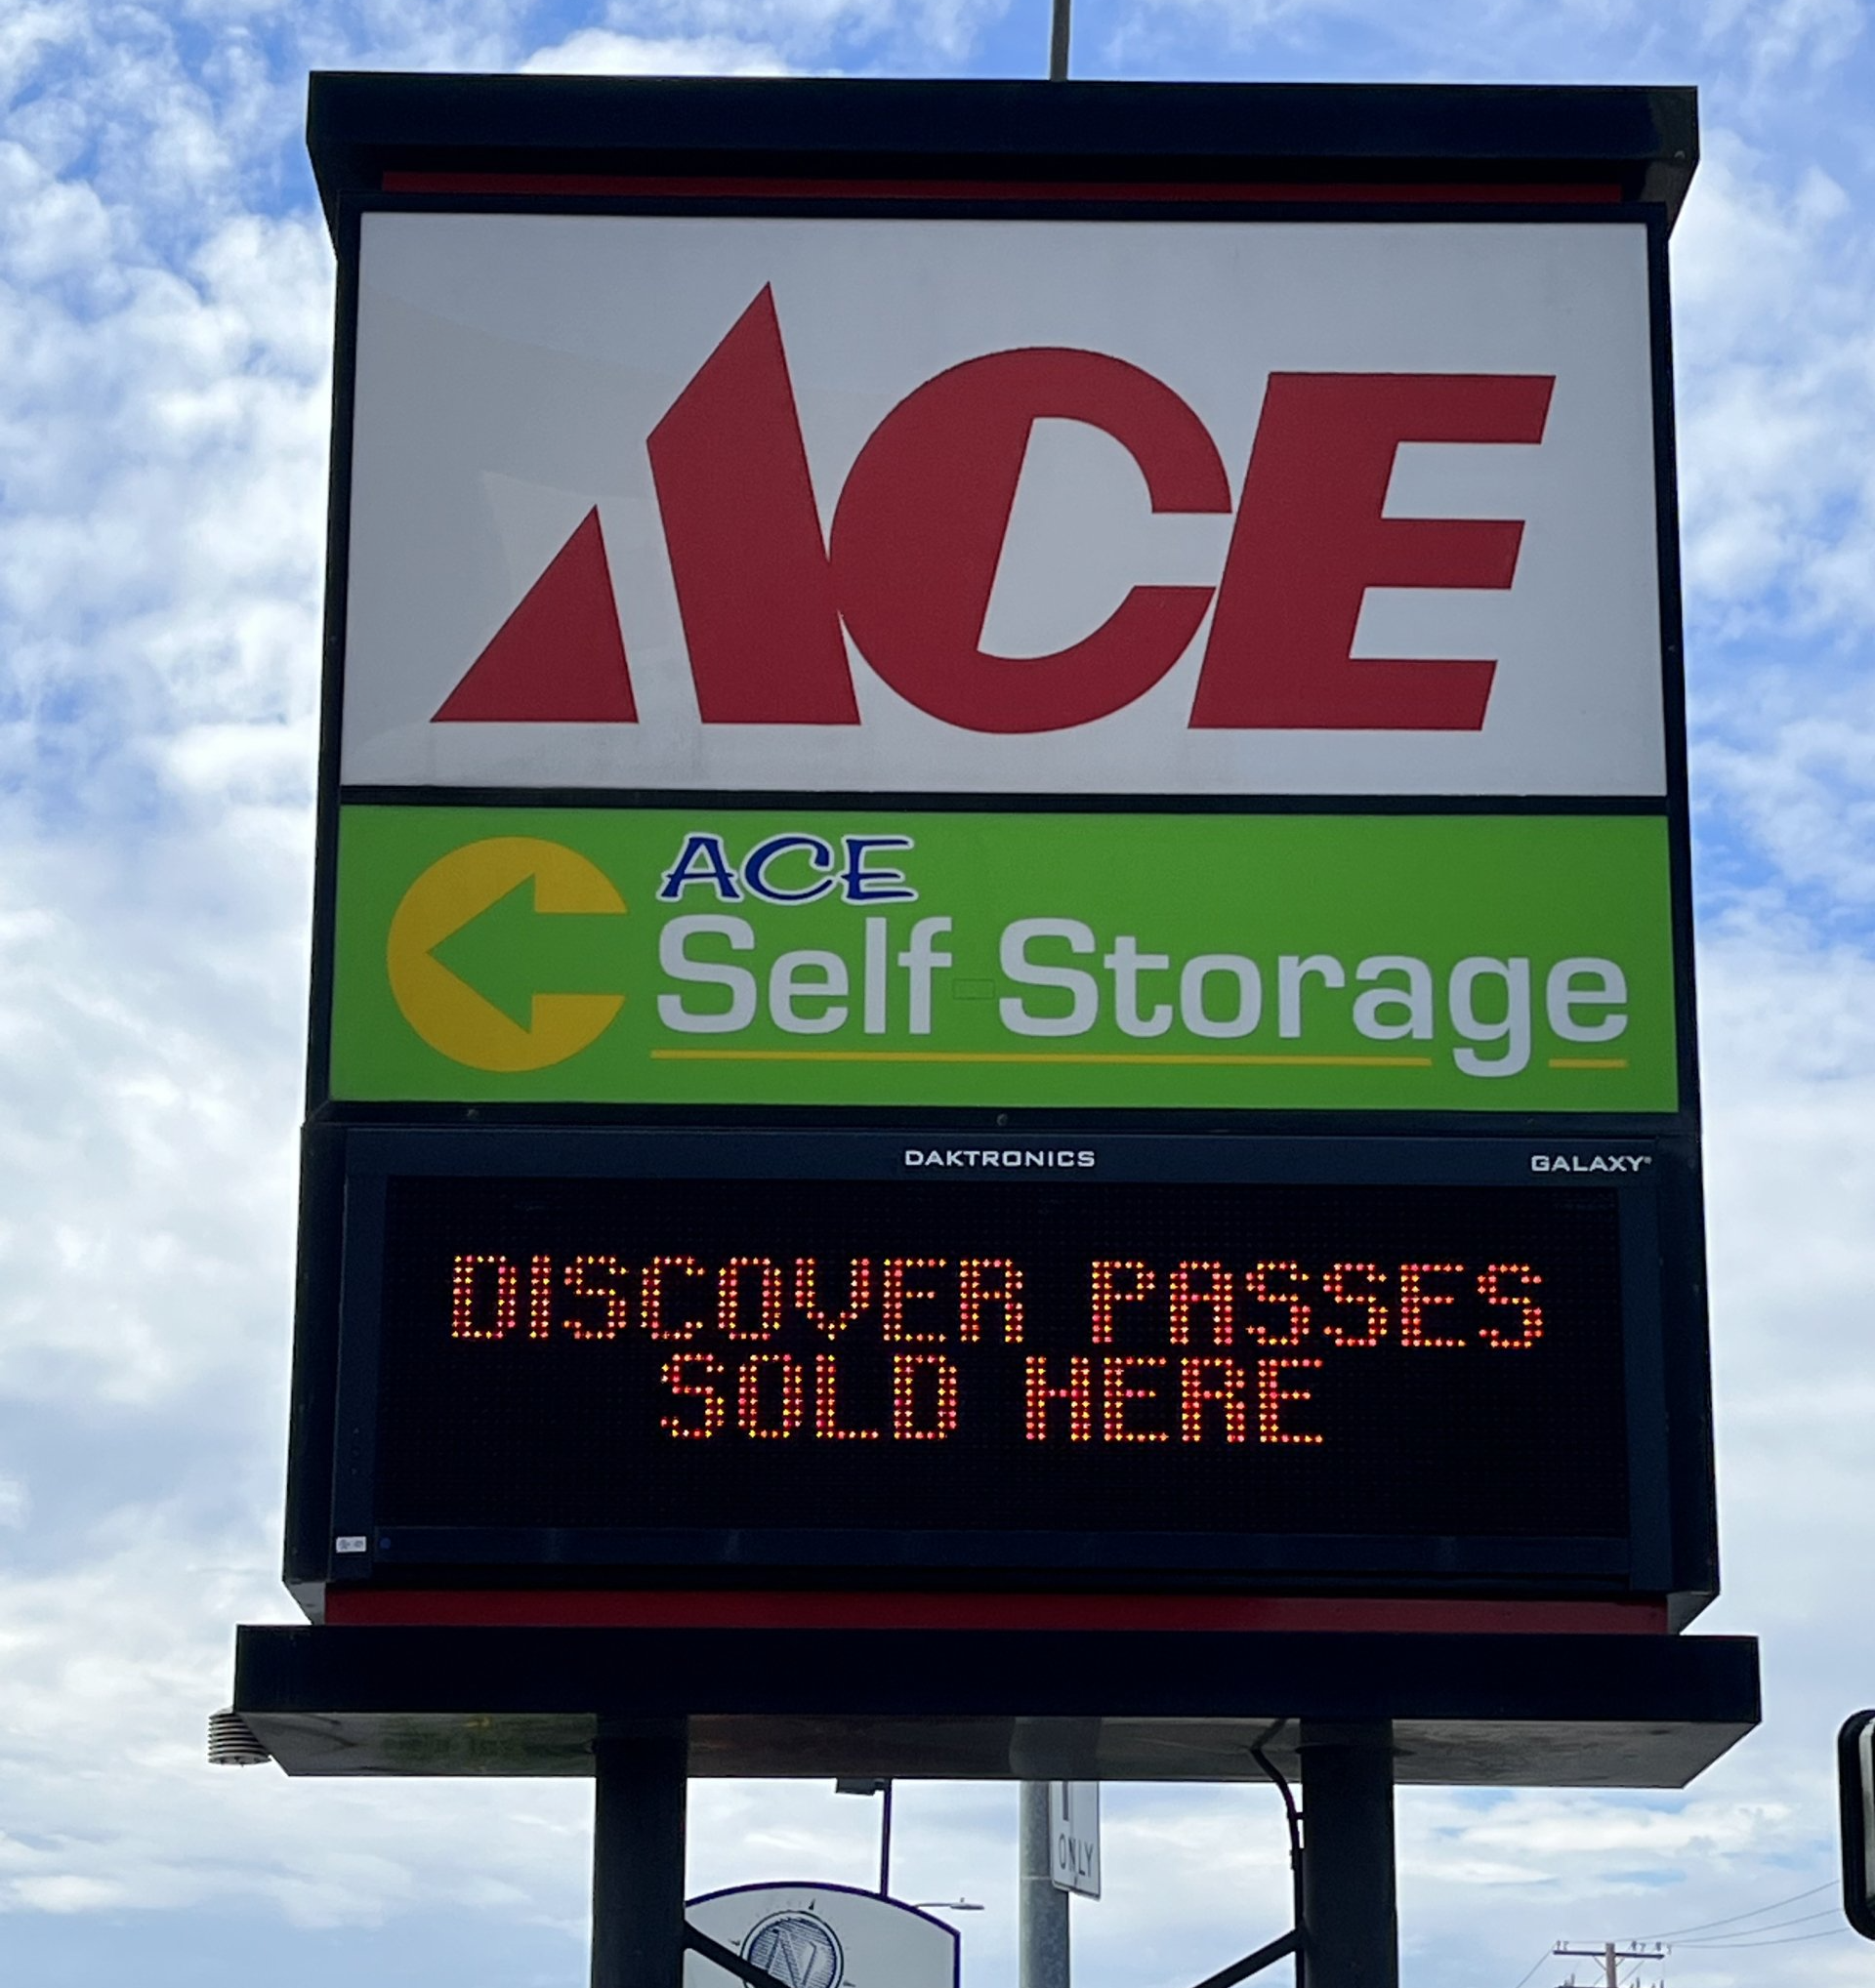 ACE
ACE
Self Storage
DAKTRONICS GALAXY®
DISCOVER PASSES
SOLD HERE
ONLY
N